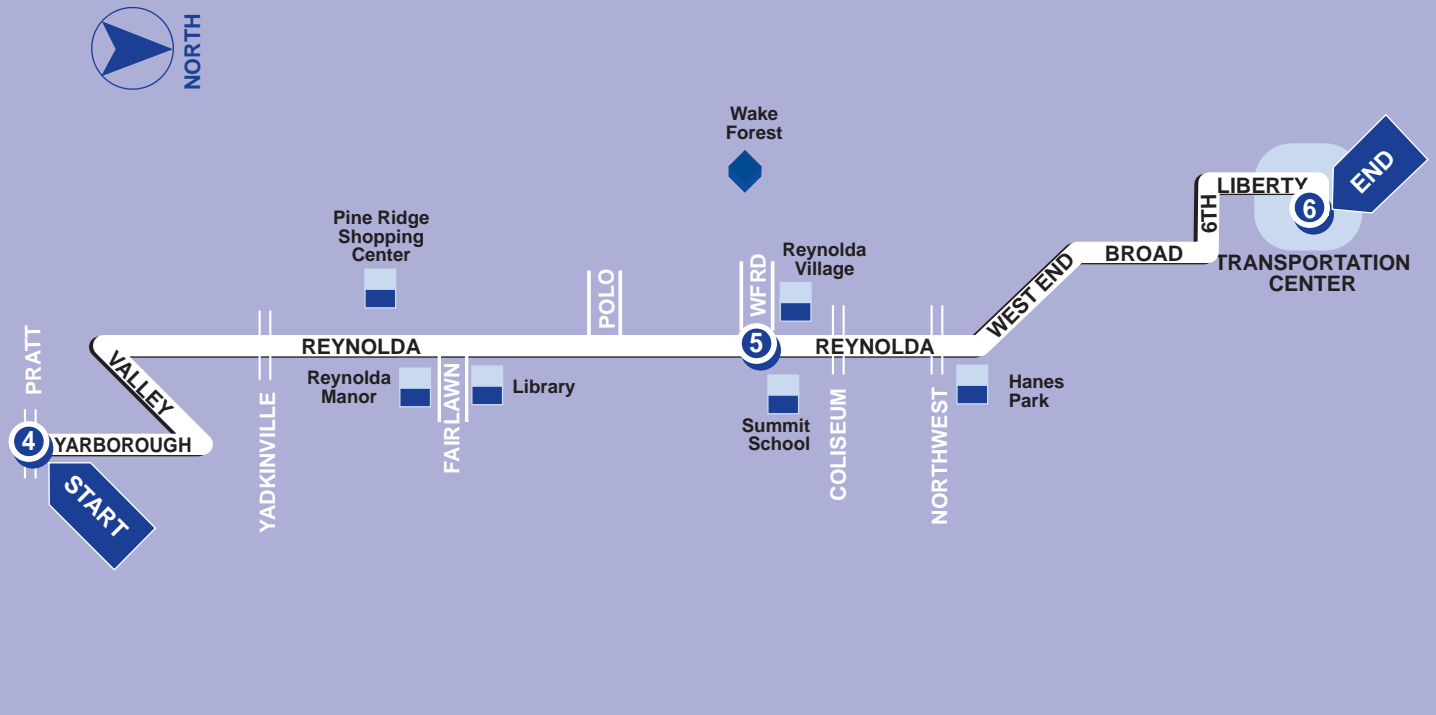 NORTH
Wake
Forest
END
LIBERTY
6
6TH
TRANSPORTATION
CENTER
Pine Ridge
Shopping
Center
Reynolda
Village
BROAD
WEST END
POLO
WFRD
PRATT
VALLEY
REYNOLDA
5
REYNOLDA
Reynolda
Manor
Library
Hanes
Park
YADKINVILLE
FAIRLAWN
Summit
School
COLISEUM
NORTHWEST
4
YARBOROUGH
START